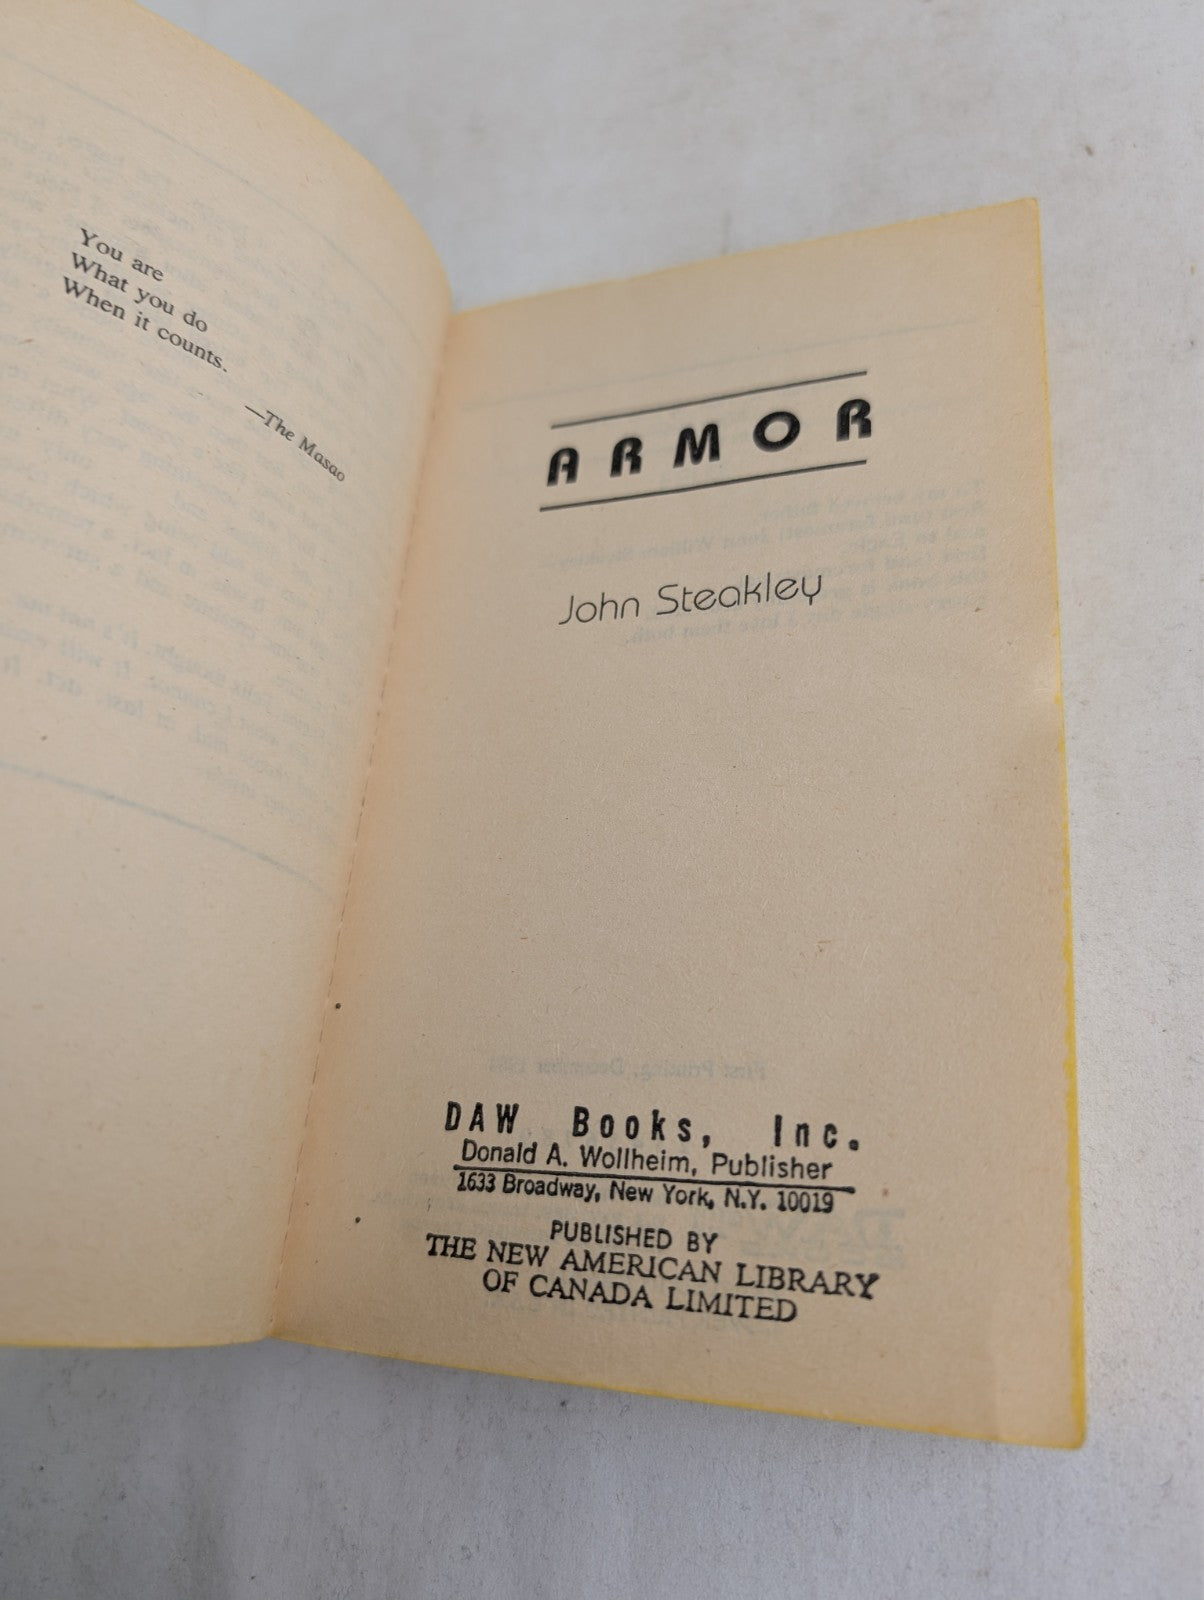 You are
What you do
When it counts.
—The Masao
ARMOR
John Steakley
DAW Books, Inc.
Donald A. Wollheim, Publisher
1633 Broadway, New York, N.Y. 10019
PUBLISHED BY
THE NEW AMERICAN LIBRARY
OF CANADA LIMITED